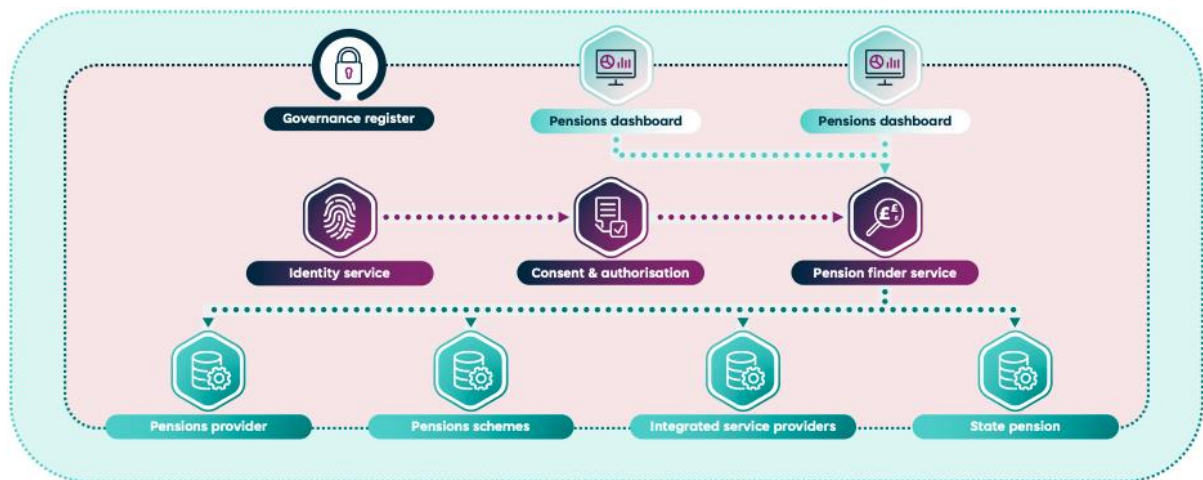 Governance register
Pensions dashboard
Pensions dashboard
Identity service
Consent & authorisation
Pension finder service
££
£
Pensions provider
Pensions schemes
Integrated service providers
State pension